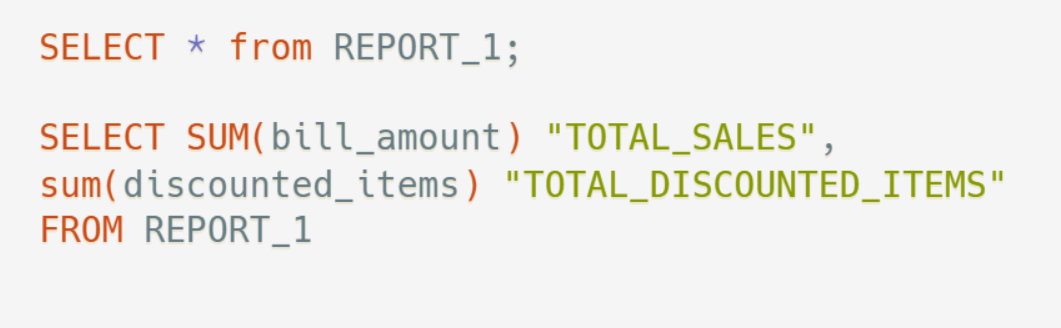 SELECT * from REPORT_1;
SELECT SUM(bill_amount) "TOTAL_SALES",
sum(discounted_items) "TOTAL_DISCOUNTED_ITEMS"
FROM REPORT_1